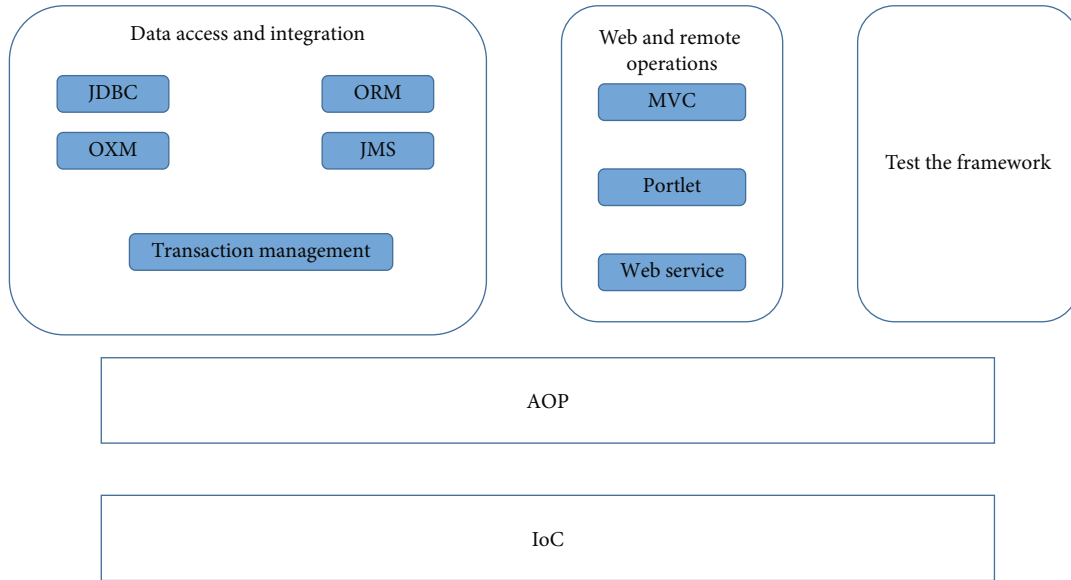 Data access and integration
JDBC
ORM
OXM
JMS
Transaction management
Web and remote
operations
MVC
Portlet
Web service
Test the framework
AOP
IoC